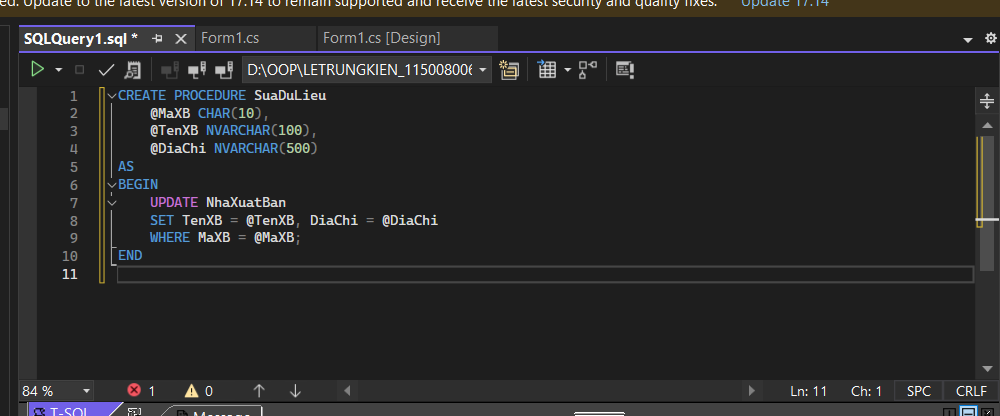 ed. Update to the latest version of 17.14 to remain supported and receive the latest security and quality fixes. Update 17.14
SQLQuery1.sql * Form1.cs Form1.cs [Design]
D:\OOP\LETRUNGKIEN_115008006
1 CREATE PROCEDURE SuaDuLieu
2 @MaXB CHAR(10),
3 @TenXB NVARCHAR(100),
4 @DiaChi NVARCHAR(500)
5 AS
6 BEGIN
7 UPDATE NhaXuatBan
8 SET TenXB = @TenXB, DiaChi = @DiaChi
9 WHERE MaXB = @MaXB;
10 END
11
84 % 1 0 Ln: 11 Ch: 1 SPC CRLF
T-SQL Message